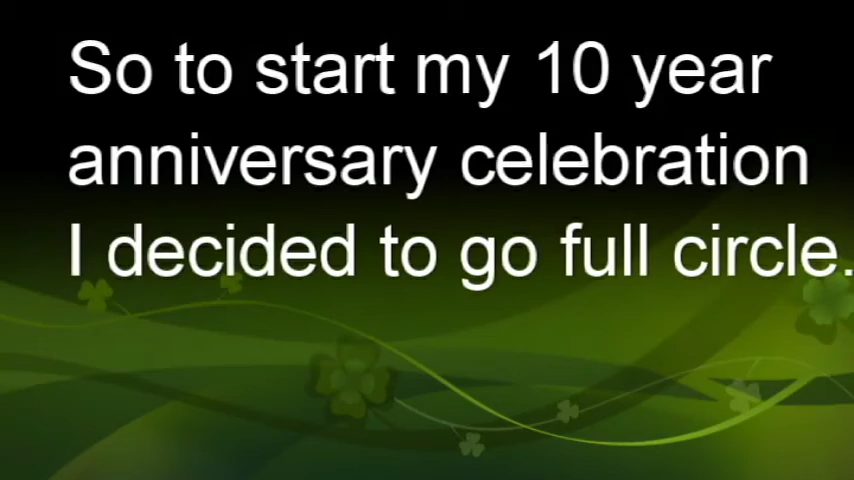 So to start my 10 year
anniversary celebration
I decided to go full circle.